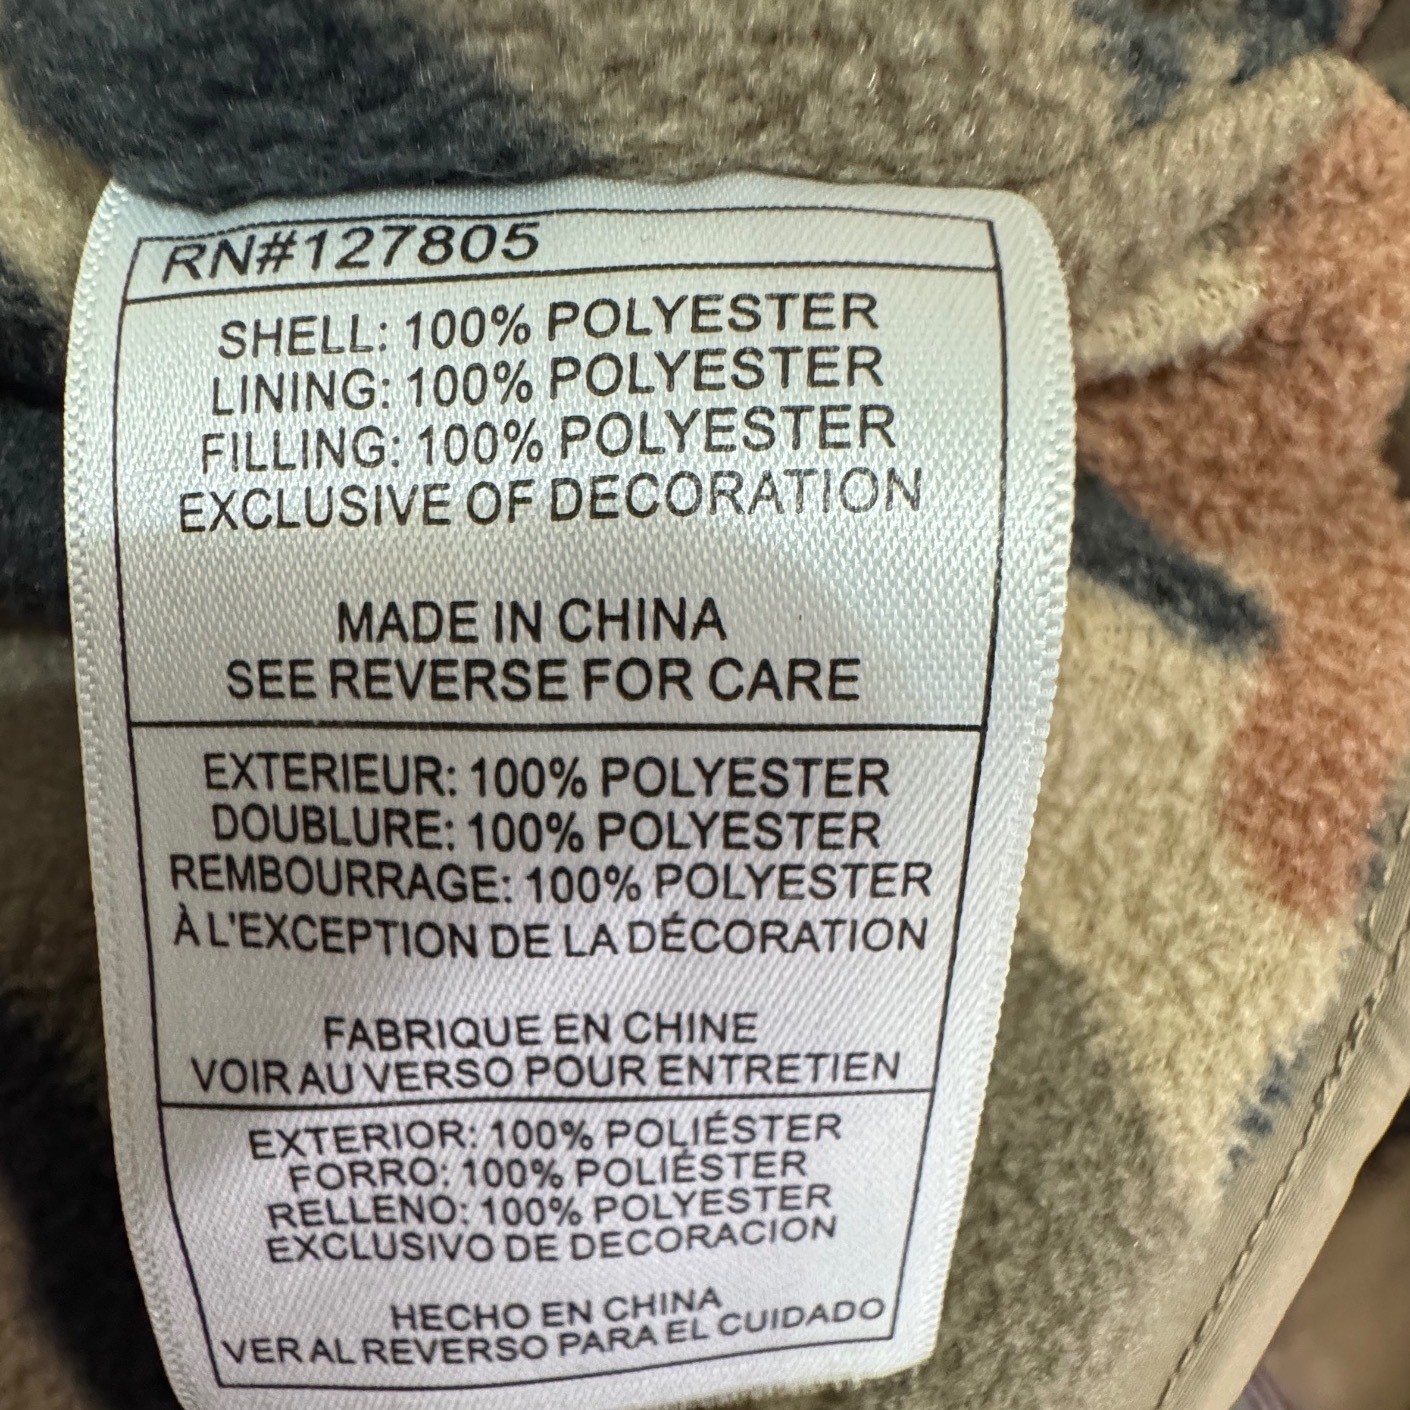 RN#127805
SHELL: 100% POLYESTER
LINING: 100% POLYESTER
FILLING: 100% POLYESTER
EXCLUSIVE OF DECORATION
MADE IN CHINA
SEE REVERSE FOR CARE
EXTERIEUR: 100% POLYESTER
DOUBLURE: 100% POLYESTER
REMBOURRAGE: 100% POLYESTER
À L'EXCEPTION DE LA DÉCORATION
FABRIQUE EN CHINE
VOIR AU VERSO POUR ENTRETIEN
EXTERIOR: 100% POLIÉSTER
FORRO: 100% POLIÉSTER
RELLENO: 100% POLYESTER
EXCLUSIVO DE DECORACION
HECHO EN CHINA
VER AL REVERSO PARA EL CUIDADO